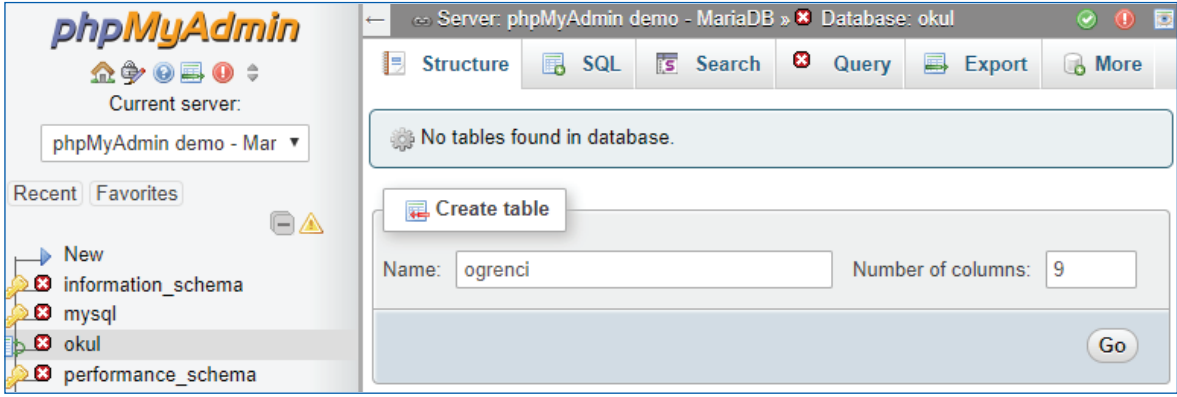 phpMyAdmin
Current server:
phpMyAdmin demo - Mar
Recent Favorites
New
information_schema
mysql
okul
performance_schema
Server: phpMyAdmin demo - MariaDB » Database: okul
Structure SQL Search Query Export More
No tables found in database.
Create table
Name: ogrenci Number of columns: 9
Go